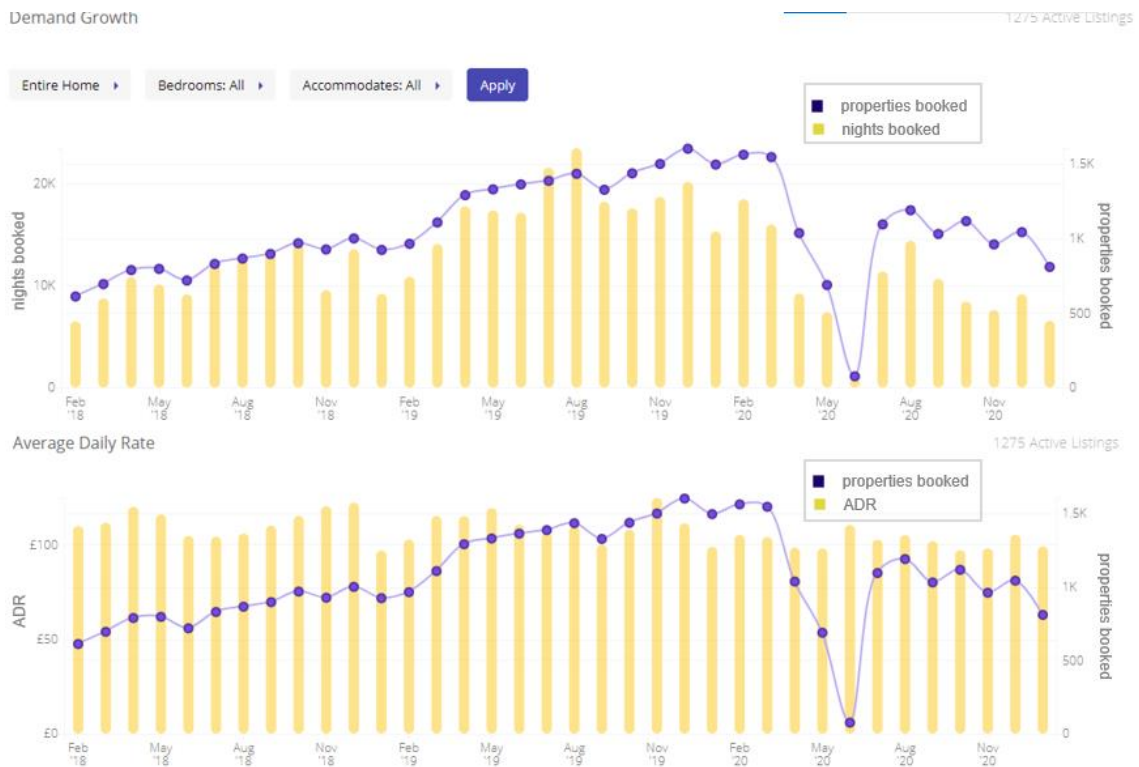 Demand Growth
1275 Active Listings
Entire Home
Bedrooms: All
Accommodates: All
Apply
properties booked
nights booked
nights booked
20K
10K
0
1.5K
1K
500
0
properties booked
Feb '18
May '18
Aug '18
Nov '18
Feb '19
May '19
Aug '19
Nov '19
Feb '20
May '20
Aug '20
Nov '20
Average Daily Rate
1275 Active Listings
properties booked
ADR
ADR
£100
£50
£0
1.5K
1K
500
0
properties booked
Feb '18
May '18
Aug '18
Nov '18
Feb '19
May '19
Aug '19
Nov '19
Feb '20
May '20
Aug '20
Nov '20